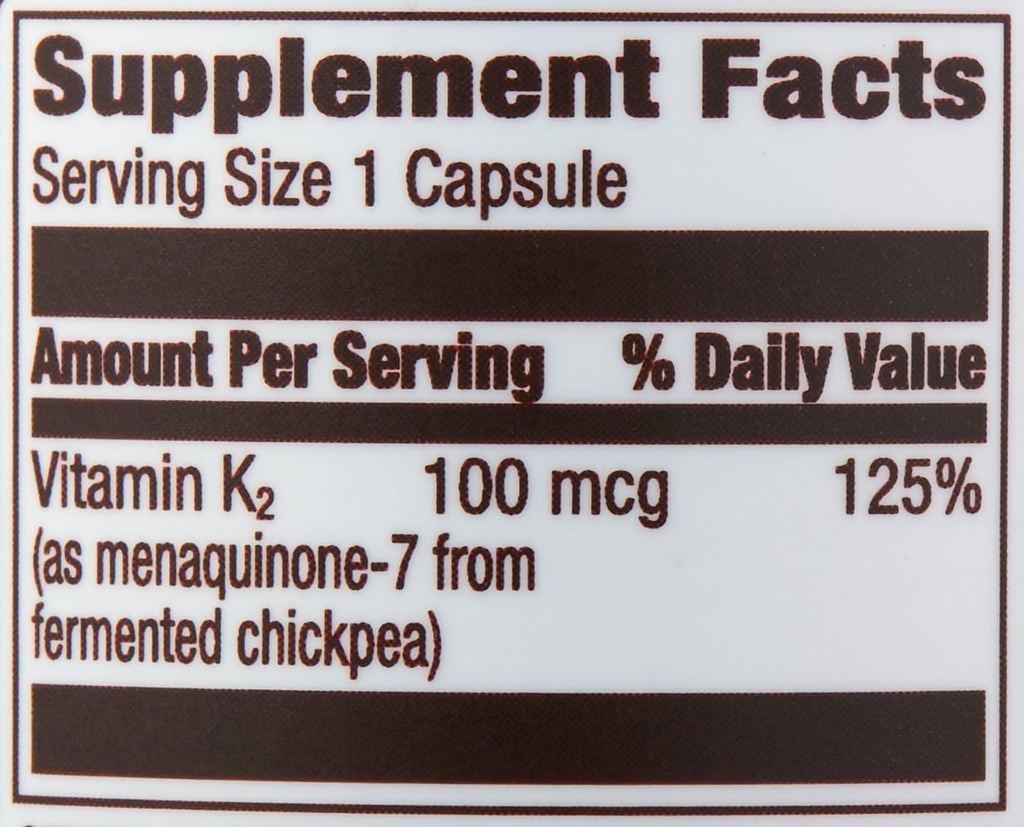 Supplement Facts
Serving Size 1 Capsule
Amount Per Serving % Daily Value
Vitamin K₂ 100 mcg 125%
(as menaquinone-7 from
fermented chickpea)